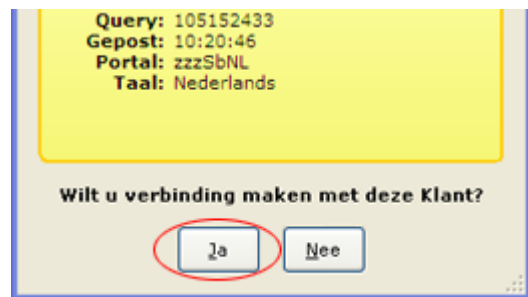 Query: 105152433
Gepost: 10:20:46
Portal: zzzSbNL
Taal: Nederlands
Wilt u verbinding maken met deze Klant?
Ja Nee